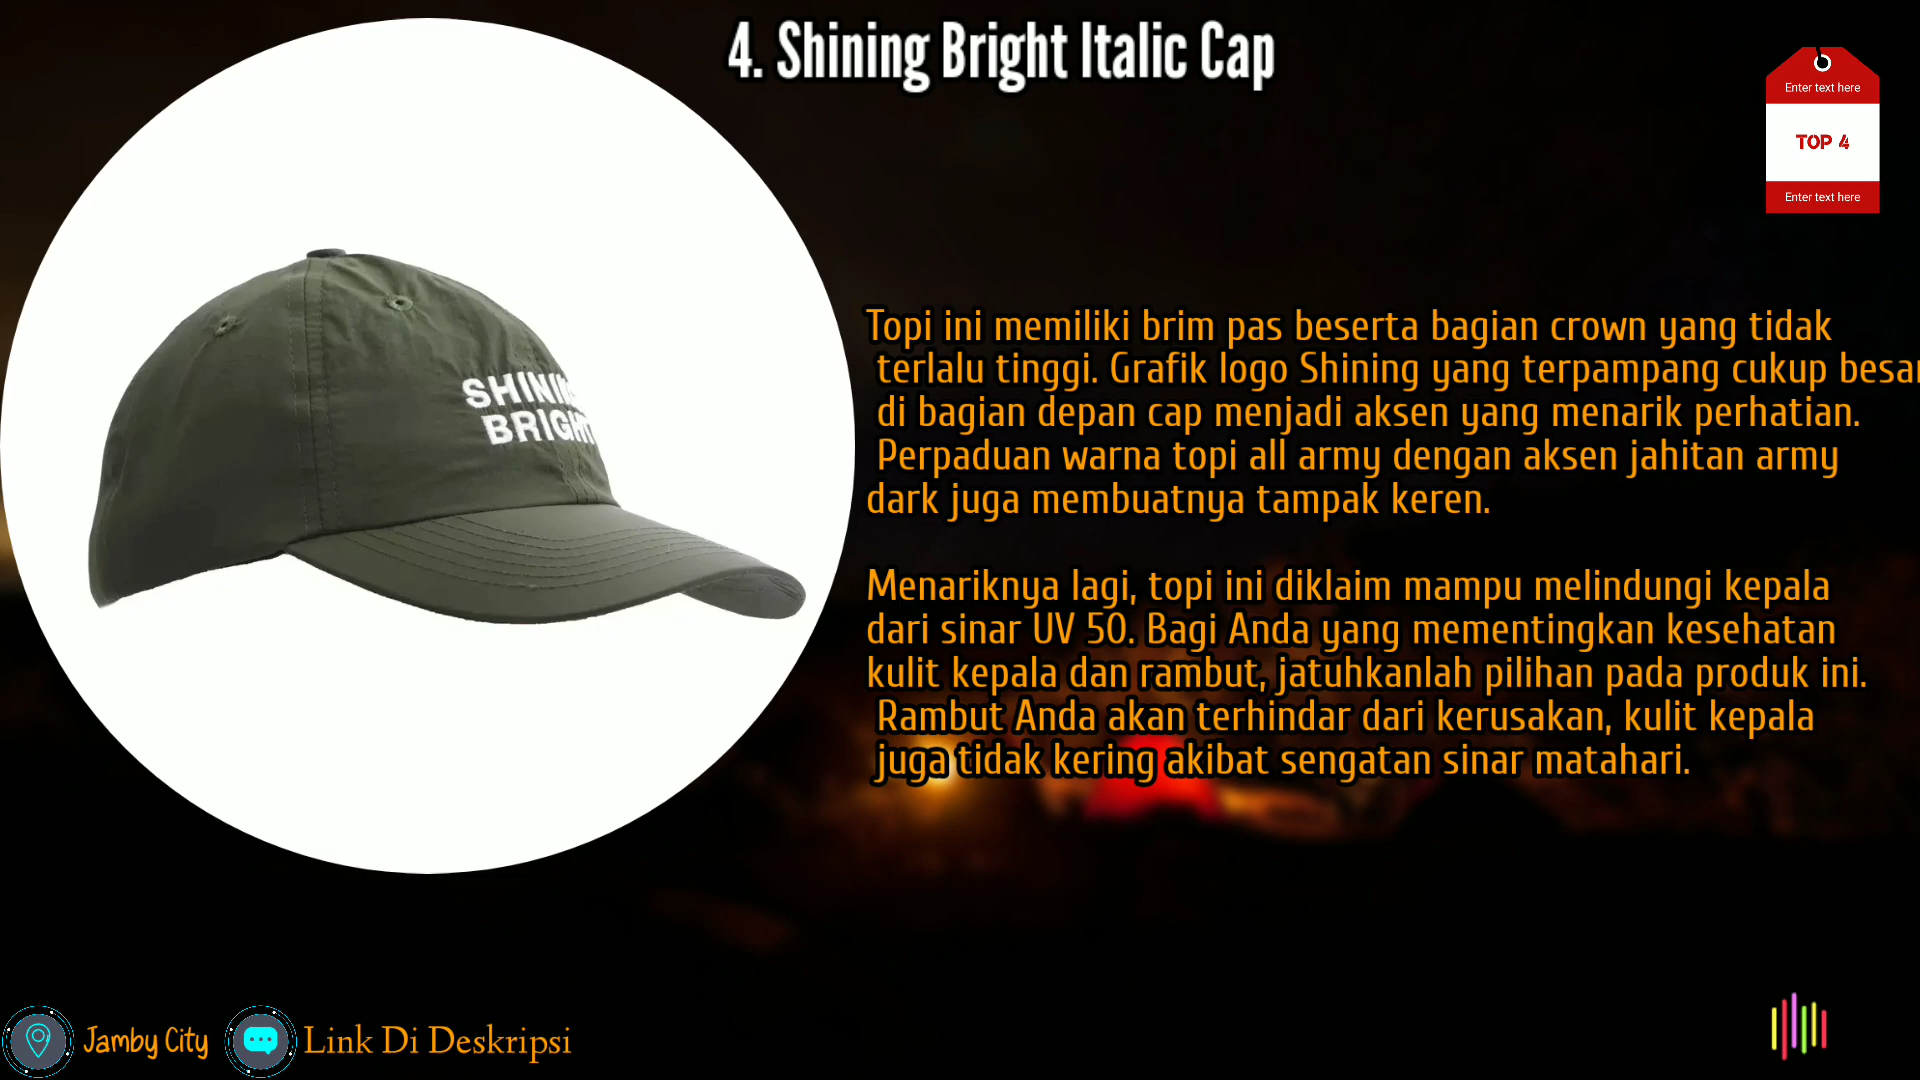 4. Shining Bright Italic Cap
Enter text here
TOP 4
Enter text here
SHINING
BRIGHT
Topi ini memiliki brim pas beserta bagian crown yang tidak
terlalu tinggi. Grafik logo Shining yang terpampang cukup besar
di bagian depan cap menjadi aksen yang menarik perhatian.
Perpaduan warna topi all army dengan aksen jahitan army
dark juga membuatnya tampak keren.
Menariknya lagi, topi ini diklaim mampu melindungi kepala
dari sinar UV 50. Bagi Anda yang mementingkan kesehatan
kulit kepala dan rambut, jatuhkanlah pilihan pada produk ini.
Rambut Anda akan terhindar dari kerusakan, kulit kepala
juga tidak kering akibat sengatan sinar matahari.
Jamby City
Link Di Deskripsi